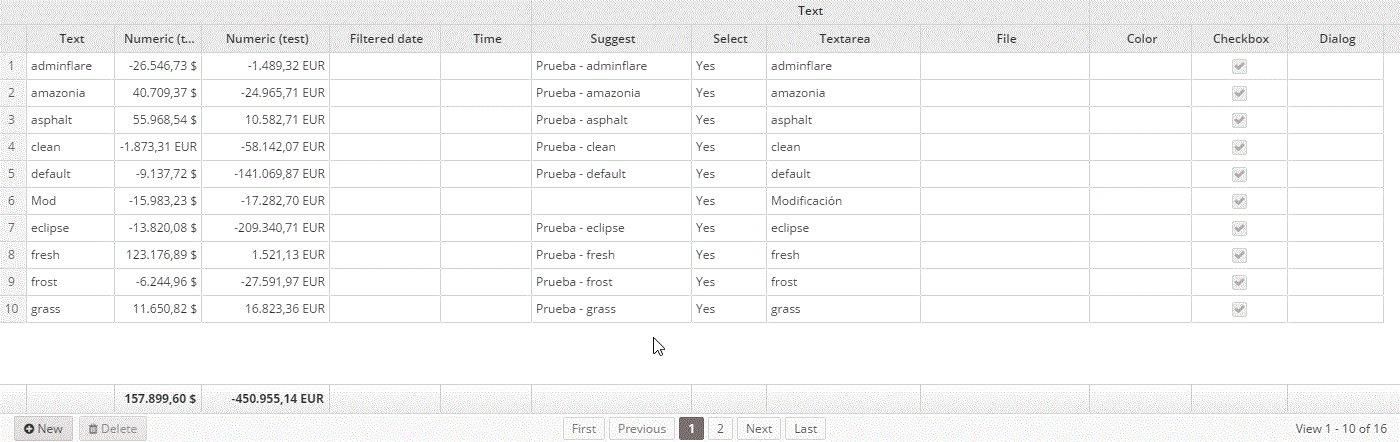 Text
Text Numeric (t... Numeric (test) Filtered date Time Suggest Select Textarea File Color Checkbox Dialog
1 adminflare -26.546,73 $ -1.489,32 EUR Prueba - adminflare Yes adminflare
2 amazonia 40.709,37 $ -24.965,71 EUR Prueba - amazonia Yes amazonia
3 asphalt 55.968,54 $ 10.582,71 EUR Prueba - asphalt Yes asphalt
4 clean -1.873,31 EUR -58.142,07 EUR Prueba - clean Yes clean
5 default -9.137,72 $ -141.069,87 EUR Prueba - default Yes default
6 Mod -15.983,23 $ -17.282,70 EUR Yes Modificación
7 eclipse -13.820,08 $ -209.340,71 EUR Prueba - eclipse Yes eclipse
8 fresh 123.176,89 $ 1.521,13 EUR Prueba - fresh Yes fresh
9 frost -6.244,96 $ -27.591,97 EUR Prueba - frost Yes frost
10 grass 11.650,82 $ 16.823,36 EUR Prueba - grass Yes grass
157.899,60 $ -450.955,14 EUR
New Delete First Previous 1 2 Next Last View 1 - 10 of 16